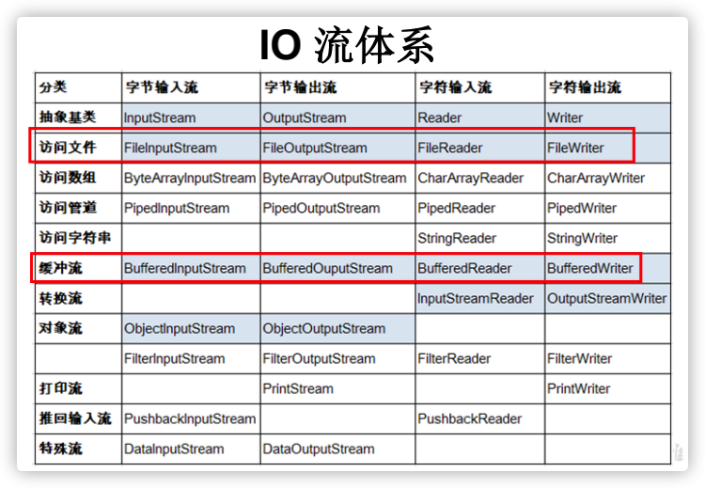 IO 流体系
分类 字节输入流 字节输出流 字符输入流 字符输出流
抽象基类 InputStream OutputStream Reader Writer
访问文件 FileInputStream FileOutputStream FileReader FileWriter
访问数组 ByteArrayInputStream ByteArrayOutputStream CharArrayReader CharArrayWriter
访问管道 PipedInputStream PipedOutputStream PipedReader PipedWriter
访问字符串 StringReader StringWriter
缓冲流 BufferedInputStream BufferedOuputStream BufferedReader BufferedWriter
转换流 InputStreamReader OutputStreamWriter
对象流 ObjectInputStream ObjectOutputStream
FilterInputStream FilterOutputStream FilterReader FilterWriter
打印流 PrintStream PrintWriter
推回输入流 PushbackInputStream PushbackReader
特殊流 DataInputStream DataOutputStream